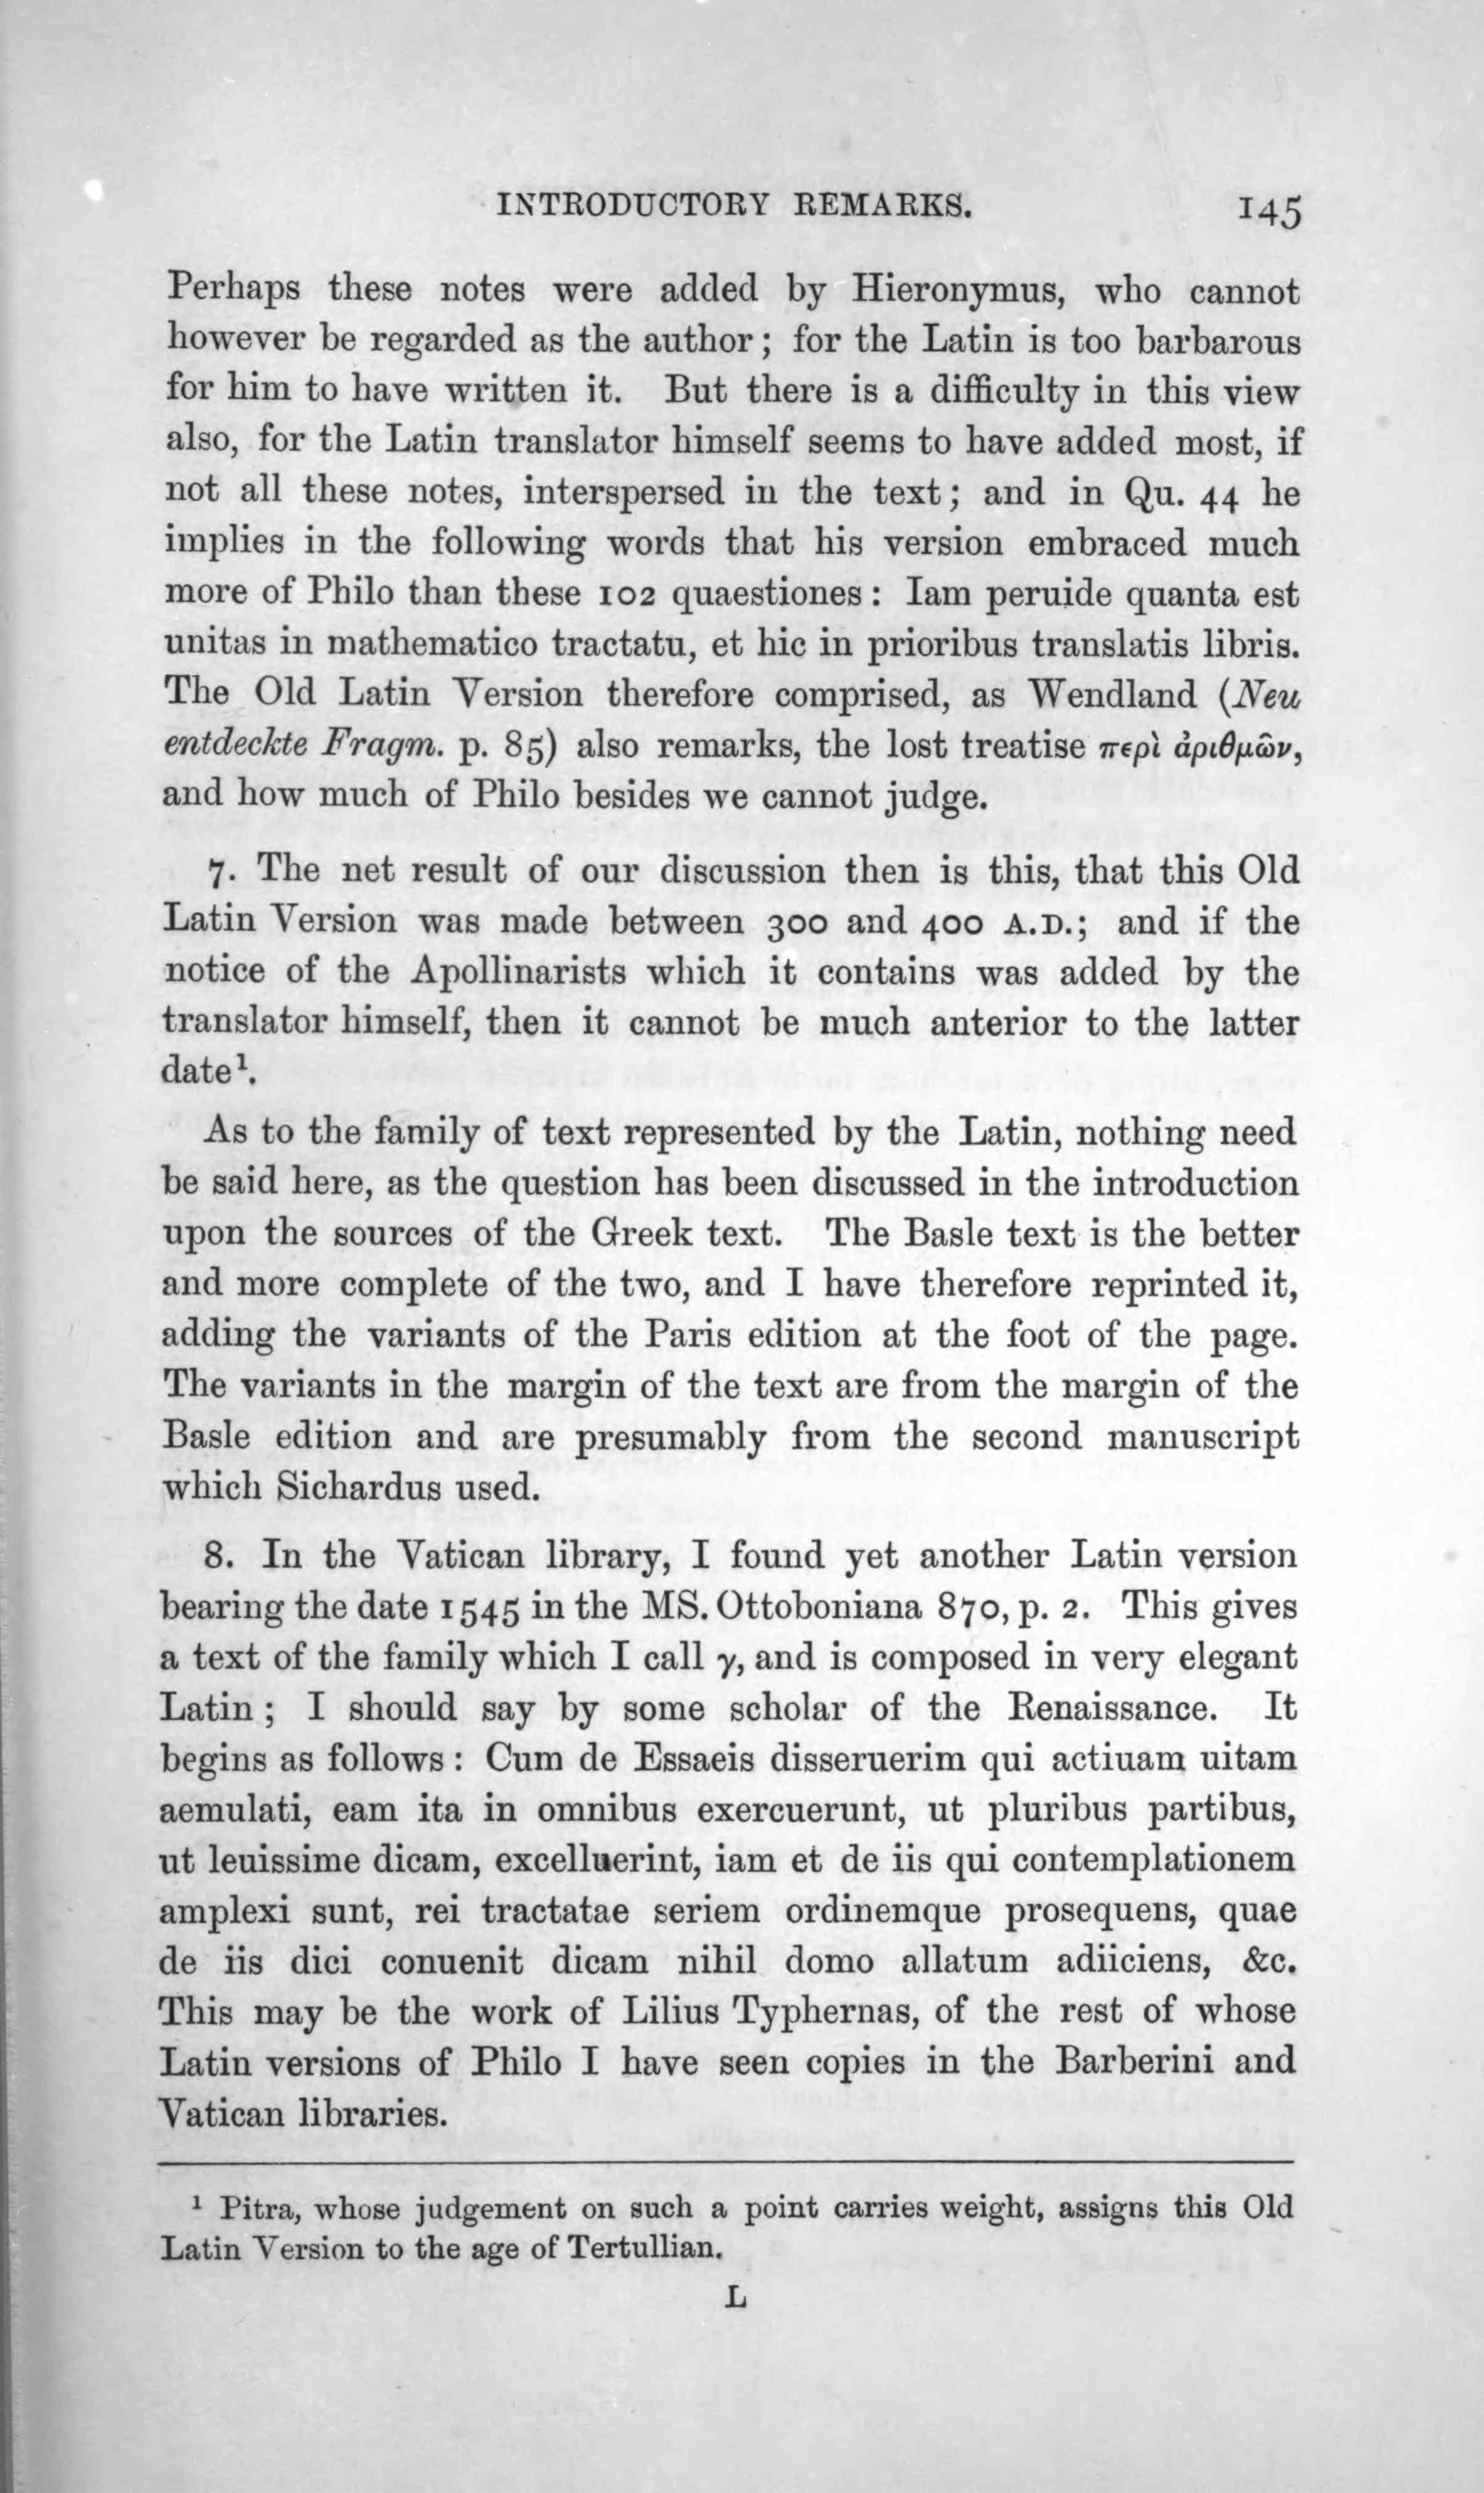 INTRODUCTORY REMARKS. 145
Perhaps these notes were added by Hieronymus, who cannot
however be regarded as the author; for the Latin is too barbarous
for him to have written it. But there is a difficulty in this view
also, for the Latin translator himself seems to have added most, if
not all these notes, interspersed in the text; and in Qu. 44 he
implies in the following words that his version embraced much
more of Philo than these 102 quaestiones: Iam peruide quanta est
unitas in mathematico tractatu, et hic in prioribus translatis libris.
The Old Latin Version therefore comprised, as Wendland (Neu
entdeckte Fragm. p. 85) also remarks, the lost treatise περὶ ἀριθμῶν,
and how much of Philo besides we cannot judge.
7. The net result of our discussion then is this, that this Old
Latin Version was made between 300 and 400 A.D.; and if the
notice of the Apollinarists which it contains was added by the
translator himself, then it cannot be much anterior to the latter
date¹.
As to the family of text represented by the Latin, nothing need
be said here, as the question has been discussed in the introduction
upon the sources of the Greek text. The Basle text is the better
and more complete of the two, and I have therefore reprinted it,
adding the variants of the Paris edition at the foot of the page.
The variants in the margin of the text are from the margin of the
Basle edition and are presumably from the second manuscript
which Sichardus used.
8. In the Vatican library, I found yet another Latin version
bearing the date 1545 in the MS. Ottoboniana 870, p. 2. This gives
a text of the family which I call γ, and is composed in very elegant
Latin; I should say by some scholar of the Renaissance. It
begins as follows: Cum de Essaeis disseruerim qui actiuam uitam
aemulati, eam ita in omnibus exercuerunt, ut pluribus partibus,
ut leuissime dicam, excelluerint, iam et de iis qui contemplationem
amplexi sunt, rei tractatae seriem ordinemque prosequens, quae
de iis dici conuenit dicam nihil domo allatum adiiciens, &c.
This may be the work of Lilius Typhernas, of the rest of whose
Latin versions of Philo I have seen copies in the Barberini and
Vatican libraries.
¹ Pitra, whose judgement on such a point carries weight, assigns this Old
Latin Version to the age of Tertullian.
L